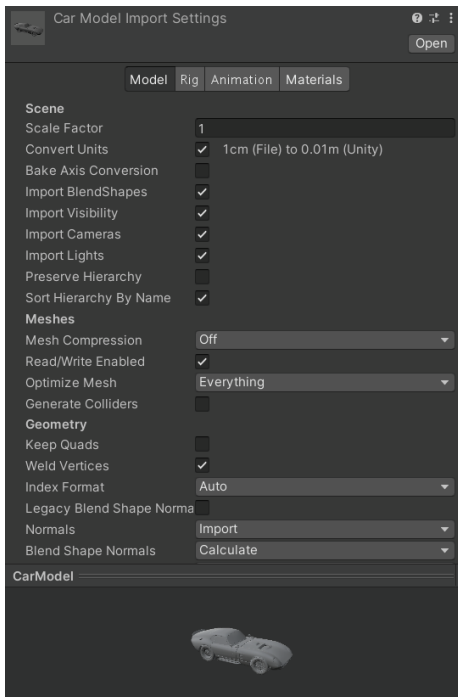 Car Model Import Settings
Open
Model Rig Animation Materials
Scene
Scale Factor 1
Convert Units 1cm (File) to 0.01m (Unity)
Bake Axis Conversion
Import BlendShapes
Import Visibility
Import Cameras
Import Lights
Preserve Hierarchy
Sort Hierarchy By Name
Meshes
Mesh Compression Off
Read/Write Enabled
Optimize Mesh Everything
Generate Colliders
Geometry
Keep Quads
Weld Vertices
Index Format Auto
Legacy Blend Shape Norma
Normals Import
Blend Shape Normals Calculate
CarModel